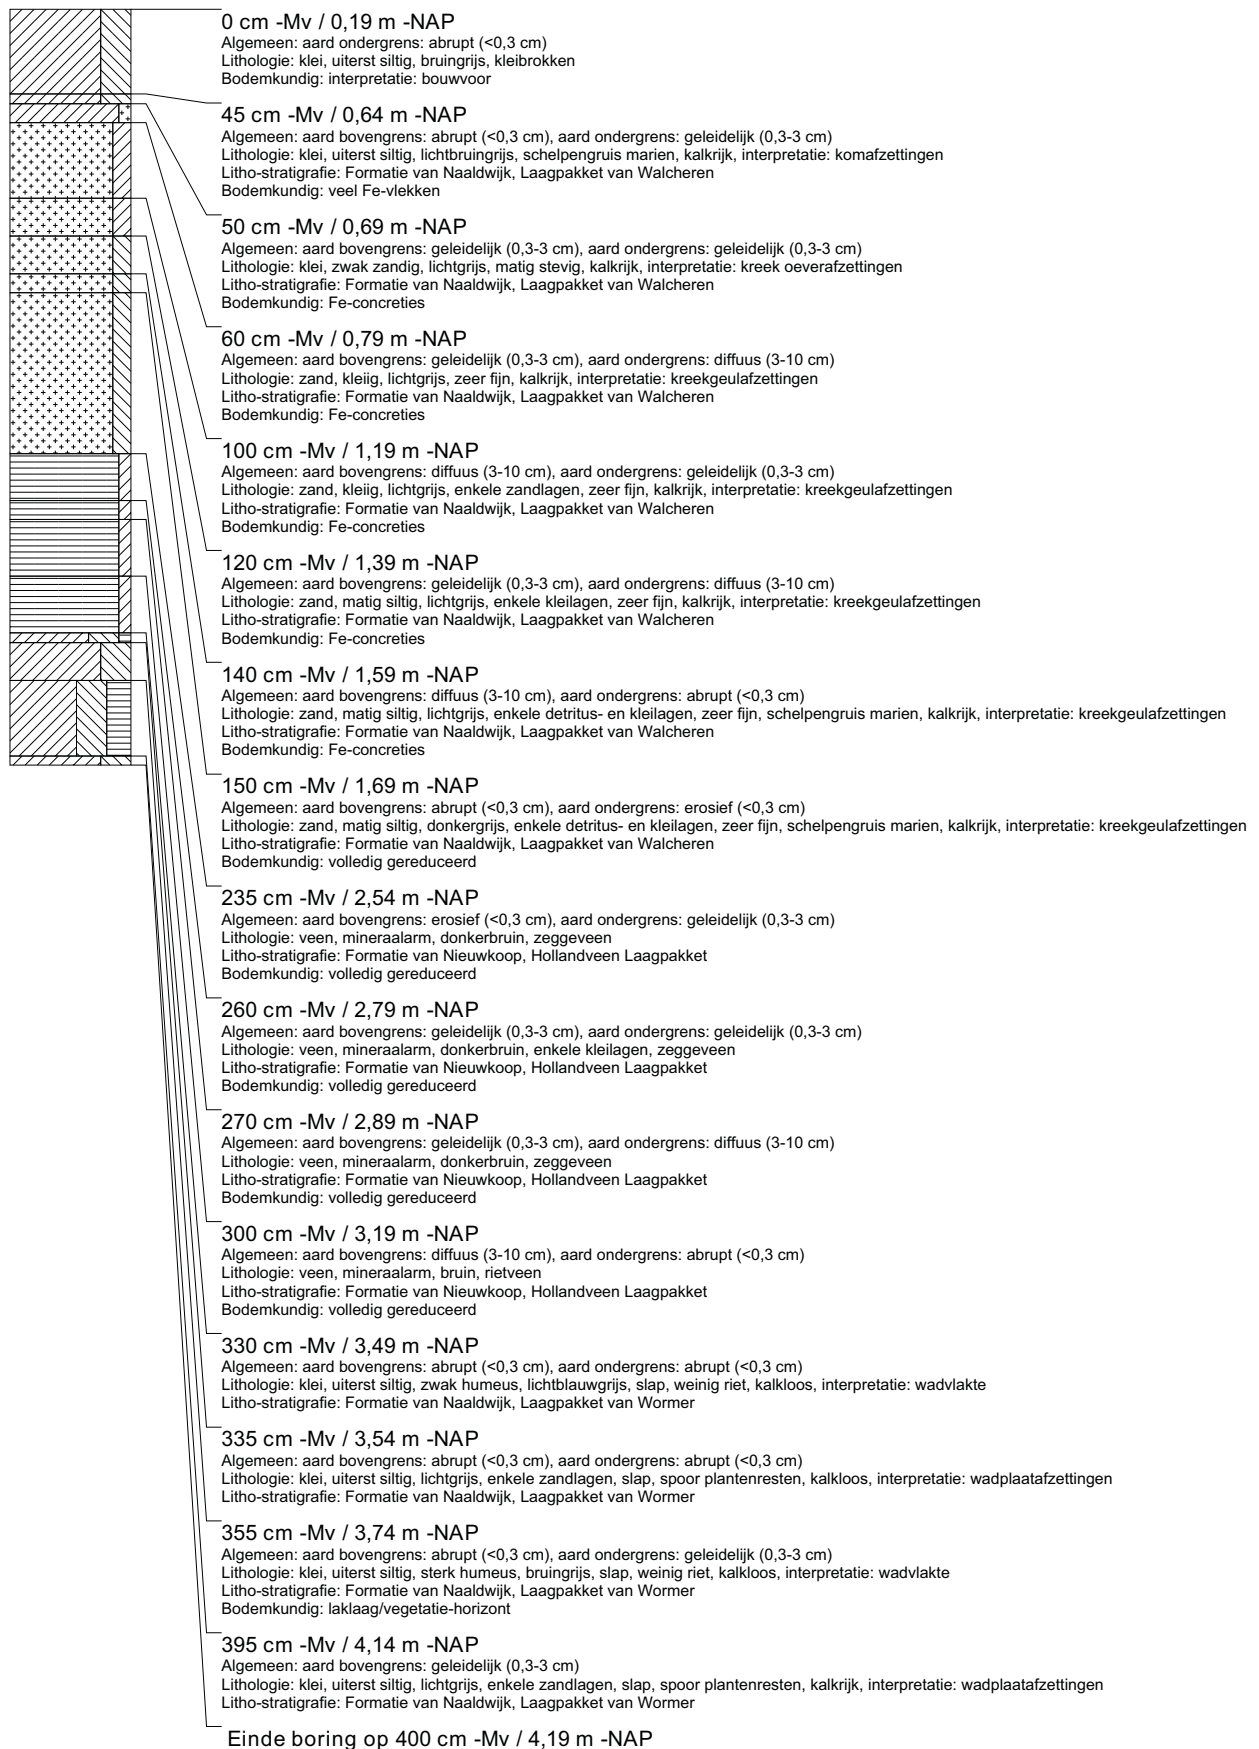 0 cm -Mv / 0,19 m -NAP
Algemeen: aard ondergrens: abrupt (<0,3 cm)
Lithologie: klei, uiterst siltig, bruingrijs, kleibrokken
Bodemkundig: interpretatie: bouwvoor
45 cm -Mv / 0,64 m -NAP
Algemeen: aard bovengrens: abrupt (<0,3 cm), aard ondergrens: geleidelijk (0,3-3 cm)
Lithologie: klei, uiterst siltig, lichtbruingrijs, schelpengruis marien, kalkrijk, interpretatie: komafzettingen
Litho-stratigrafie: Formatie van Naaldwijk, Laagpakket van Walcheren
Bodemkundig: veel Fe-vlekken
50 cm -Mv / 0,69 m -NAP
Algemeen: aard bovengrens: geleidelijk (0,3-3 cm), aard ondergrens: geleidelijk (0,3-3 cm)
Lithologie: klei, zwak zandig, lichtgrijs, matig stevig, kalkrijk, interpretatie: kreek oeverafzettingen
Litho-stratigrafie: Formatie van Naaldwijk, Laagpakket van Walcheren
Bodemkundig: Fe-concreties
60 cm -Mv / 0,79 m -NAP
Algemeen: aard bovengrens: geleidelijk (0,3-3 cm), aard ondergrens: diffuus (3-10 cm)
Lithologie: zand, kleiig, lichtgrijs, zeer fijn, kalkrijk, interpretatie: kreekgeulafzettingen
Litho-stratigrafie: Formatie van Naaldwijk, Laagpakket van Walcheren
Bodemkundig: Fe-concreties
100 cm -Mv / 1,19 m -NAP
Algemeen: aard bovengrens: diffuus (3-10 cm), aard ondergrens: geleidelijk (0,3-3 cm)
Lithologie: zand, kleiig, lichtgrijs, enkele zandlagen, zeer fijn, kalkrijk, interpretatie: kreekgeulafzettingen
Litho-stratigrafie: Formatie van Naaldwijk, Laagpakket van Walcheren
Bodemkundig: Fe-concreties
120 cm -Mv / 1,39 m -NAP
Algemeen: aard bovengrens: geleidelijk (0,3-3 cm), aard ondergrens: diffuus (3-10 cm)
Lithologie: zand, matig siltig, lichtgrijs, enkele kleilagen, zeer fijn, kalkrijk, interpretatie: kreekgeulafzettingen
Litho-stratigrafie: Formatie van Naaldwijk, Laagpakket van Walcheren
Bodemkundig: Fe-concreties
140 cm -Mv / 1,59 m -NAP
Algemeen: aard bovengrens: diffuus (3-10 cm), aard ondergrens: abrupt (<0,3 cm)
Lithologie: zand, matig siltig, lichtgrijs, enkele detritus- en kleilagen, zeer fijn, schelpengruis marien, kalkrijk, interpretatie: kreekgeulafzettingen
Litho-stratigrafie: Formatie van Naaldwijk, Laagpakket van Walcheren
Bodemkundig: Fe-concreties
150 cm -Mv / 1,69 m -NAP
Algemeen: aard bovengrens: abrupt (<0,3 cm), aard ondergrens: erosief (<0,3 cm)
Lithologie: zand, matig siltig, donkergrijs, enkele detritus- en kleilagen, zeer fijn, schelpengruis marien, kalkrijk, interpretatie: kreekgeulafzettingen
Litho-stratigrafie: Formatie van Naaldwijk, Laagpakket van Walcheren
Bodemkundig: volledig gereduceerd
235 cm -Mv / 2,54 m -NAP
Algemeen: aard bovengrens: erosief (<0,3 cm), aard ondergrens: geleidelijk (0,3-3 cm)
Lithologie: veen, mineraalarm, donkerbruin, zeggeveen
Litho-stratigrafie: Formatie van Nieuwkoop, Hollandveen Laagpakket
Bodemkundig: volledig gereduceerd
260 cm -Mv / 2,79 m -NAP
Algemeen: aard bovengrens: geleidelijk (0,3-3 cm), aard ondergrens: geleidelijk (0,3-3 cm)
Lithologie: veen, mineraalarm, donkerbruin, enkele kleilagen, zeggeveen
Litho-stratigrafie: Formatie van Nieuwkoop, Hollandveen Laagpakket
Bodemkundig: volledig gereduceerd
270 cm -Mv / 2,89 m -NAP
Algemeen: aard bovengrens: geleidelijk (0,3-3 cm), aard ondergrens: diffuus (3-10 cm)
Lithologie: veen, mineraalarm, donkerbruin, zeggeveen
Litho-stratigrafie: Formatie van Nieuwkoop, Hollandveen Laagpakket
Bodemkundig: volledig gereduceerd
300 cm -Mv / 3,19 m -NAP
Algemeen: aard bovengrens: diffuus (3-10 cm), aard ondergrens: abrupt (<0,3 cm)
Lithologie: veen, mineraalarm, bruin, rietveen
Litho-stratigrafie: Formatie van Nieuwkoop, Hollandveen Laagpakket
Bodemkundig: volledig gereduceerd
330 cm -Mv / 3,49 m -NAP
Algemeen: aard bovengrens: abrupt (<0,3 cm), aard ondergrens: abrupt (<0,3 cm)
Lithologie: klei, uiterst siltig, zwak humeus, lichtblauwgrijs, slap, weinig riet, kalkloos, interpretatie: wadvlakte
Litho-stratigrafie: Formatie van Naaldwijk, Laagpakket van Wormer
335 cm -Mv / 3,54 m -NAP
Algemeen: aard bovengrens: abrupt (<0,3 cm), aard ondergrens: abrupt (<0,3 cm)
Lithologie: klei, uiterst siltig, lichtgrijs, enkele zandlagen, slap, spoor plantenresten, kalkloos, interpretatie: wadplaatafzettingen
Litho-stratigrafie: Formatie van Naaldwijk, Laagpakket van Wormer
355 cm -Mv / 3,74 m -NAP
Algemeen: aard bovengrens: abrupt (<0,3 cm), aard ondergrens: geleidelijk (0,3-3 cm)
Lithologie: klei, uiterst siltig, sterk humeus, bruingrijs, slap, weinig riet, kalkloos, interpretatie: wadvlakte
Litho-stratigrafie: Formatie van Naaldwijk, Laagpakket van Wormer
Bodemkundig: laklaag/vegetatie-horizont
395 cm -Mv / 4,14 m -NAP
Algemeen: aard bovengrens: geleidelijk (0,3-3 cm)
Lithologie: klei, uiterst siltig, lichtgrijs, enkele zandlagen, slap, spoor plantenresten, kalkrijk, interpretatie: wadplaatafzettingen
Litho-stratigrafie: Formatie van Naaldwijk, Laagpakket van Wormer
Einde boring op 400 cm -Mv / 4,19 m -NAP